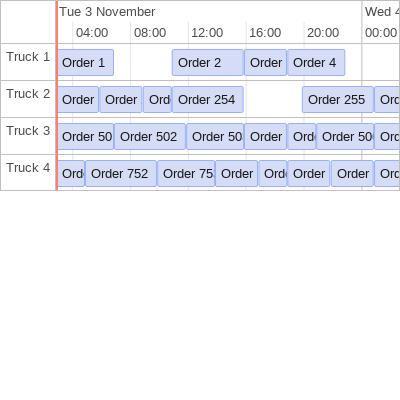 Tue 3 November Wed 4
04:00 08:00 12:00 16:00 20:00 00:00
Truck 1 Order 1 Order 2 Order Order 4
Truck 2 Order Order Ord Order 254 Order 255 Ord
Truck 3 Order 50 Order 502 Order 50 Order Ord Order 50 Ord
Truck 4 Ord Order 752 Order 75 Order Ord Order Order Ord